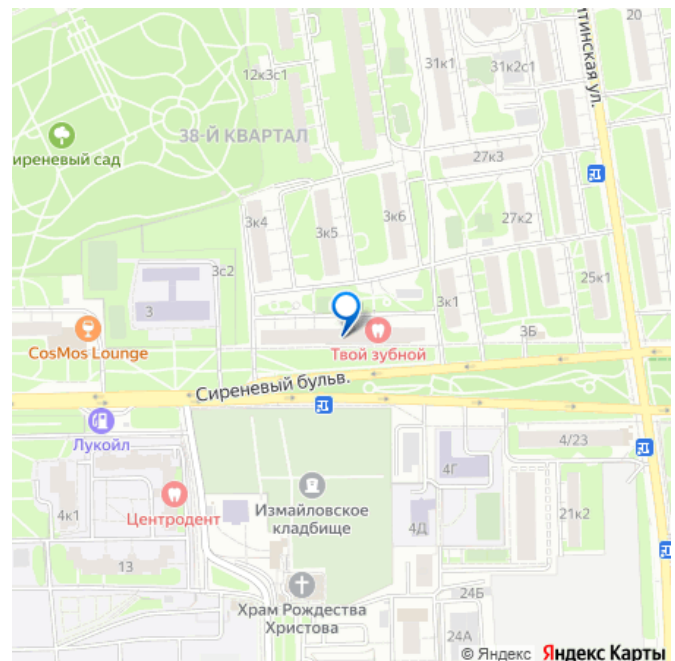 20
31к1
31к2с1
итинская ул.
12к3с1
38-Й КВАРТАЛ
иреневый сад
27к3
3к4
3к5
3к6
27к2
3с2
25к1
3
3к1
3Б
CosMos Lounge
Твой зубной
Сиреневый бульв.
Лукойл
4/23
4Г
4к1
Центродент
Измайловское
кладбище
21к2
4Д
13
24Б
Храм Рождества
Христова
24А
© Яндекс Яндекс Карты